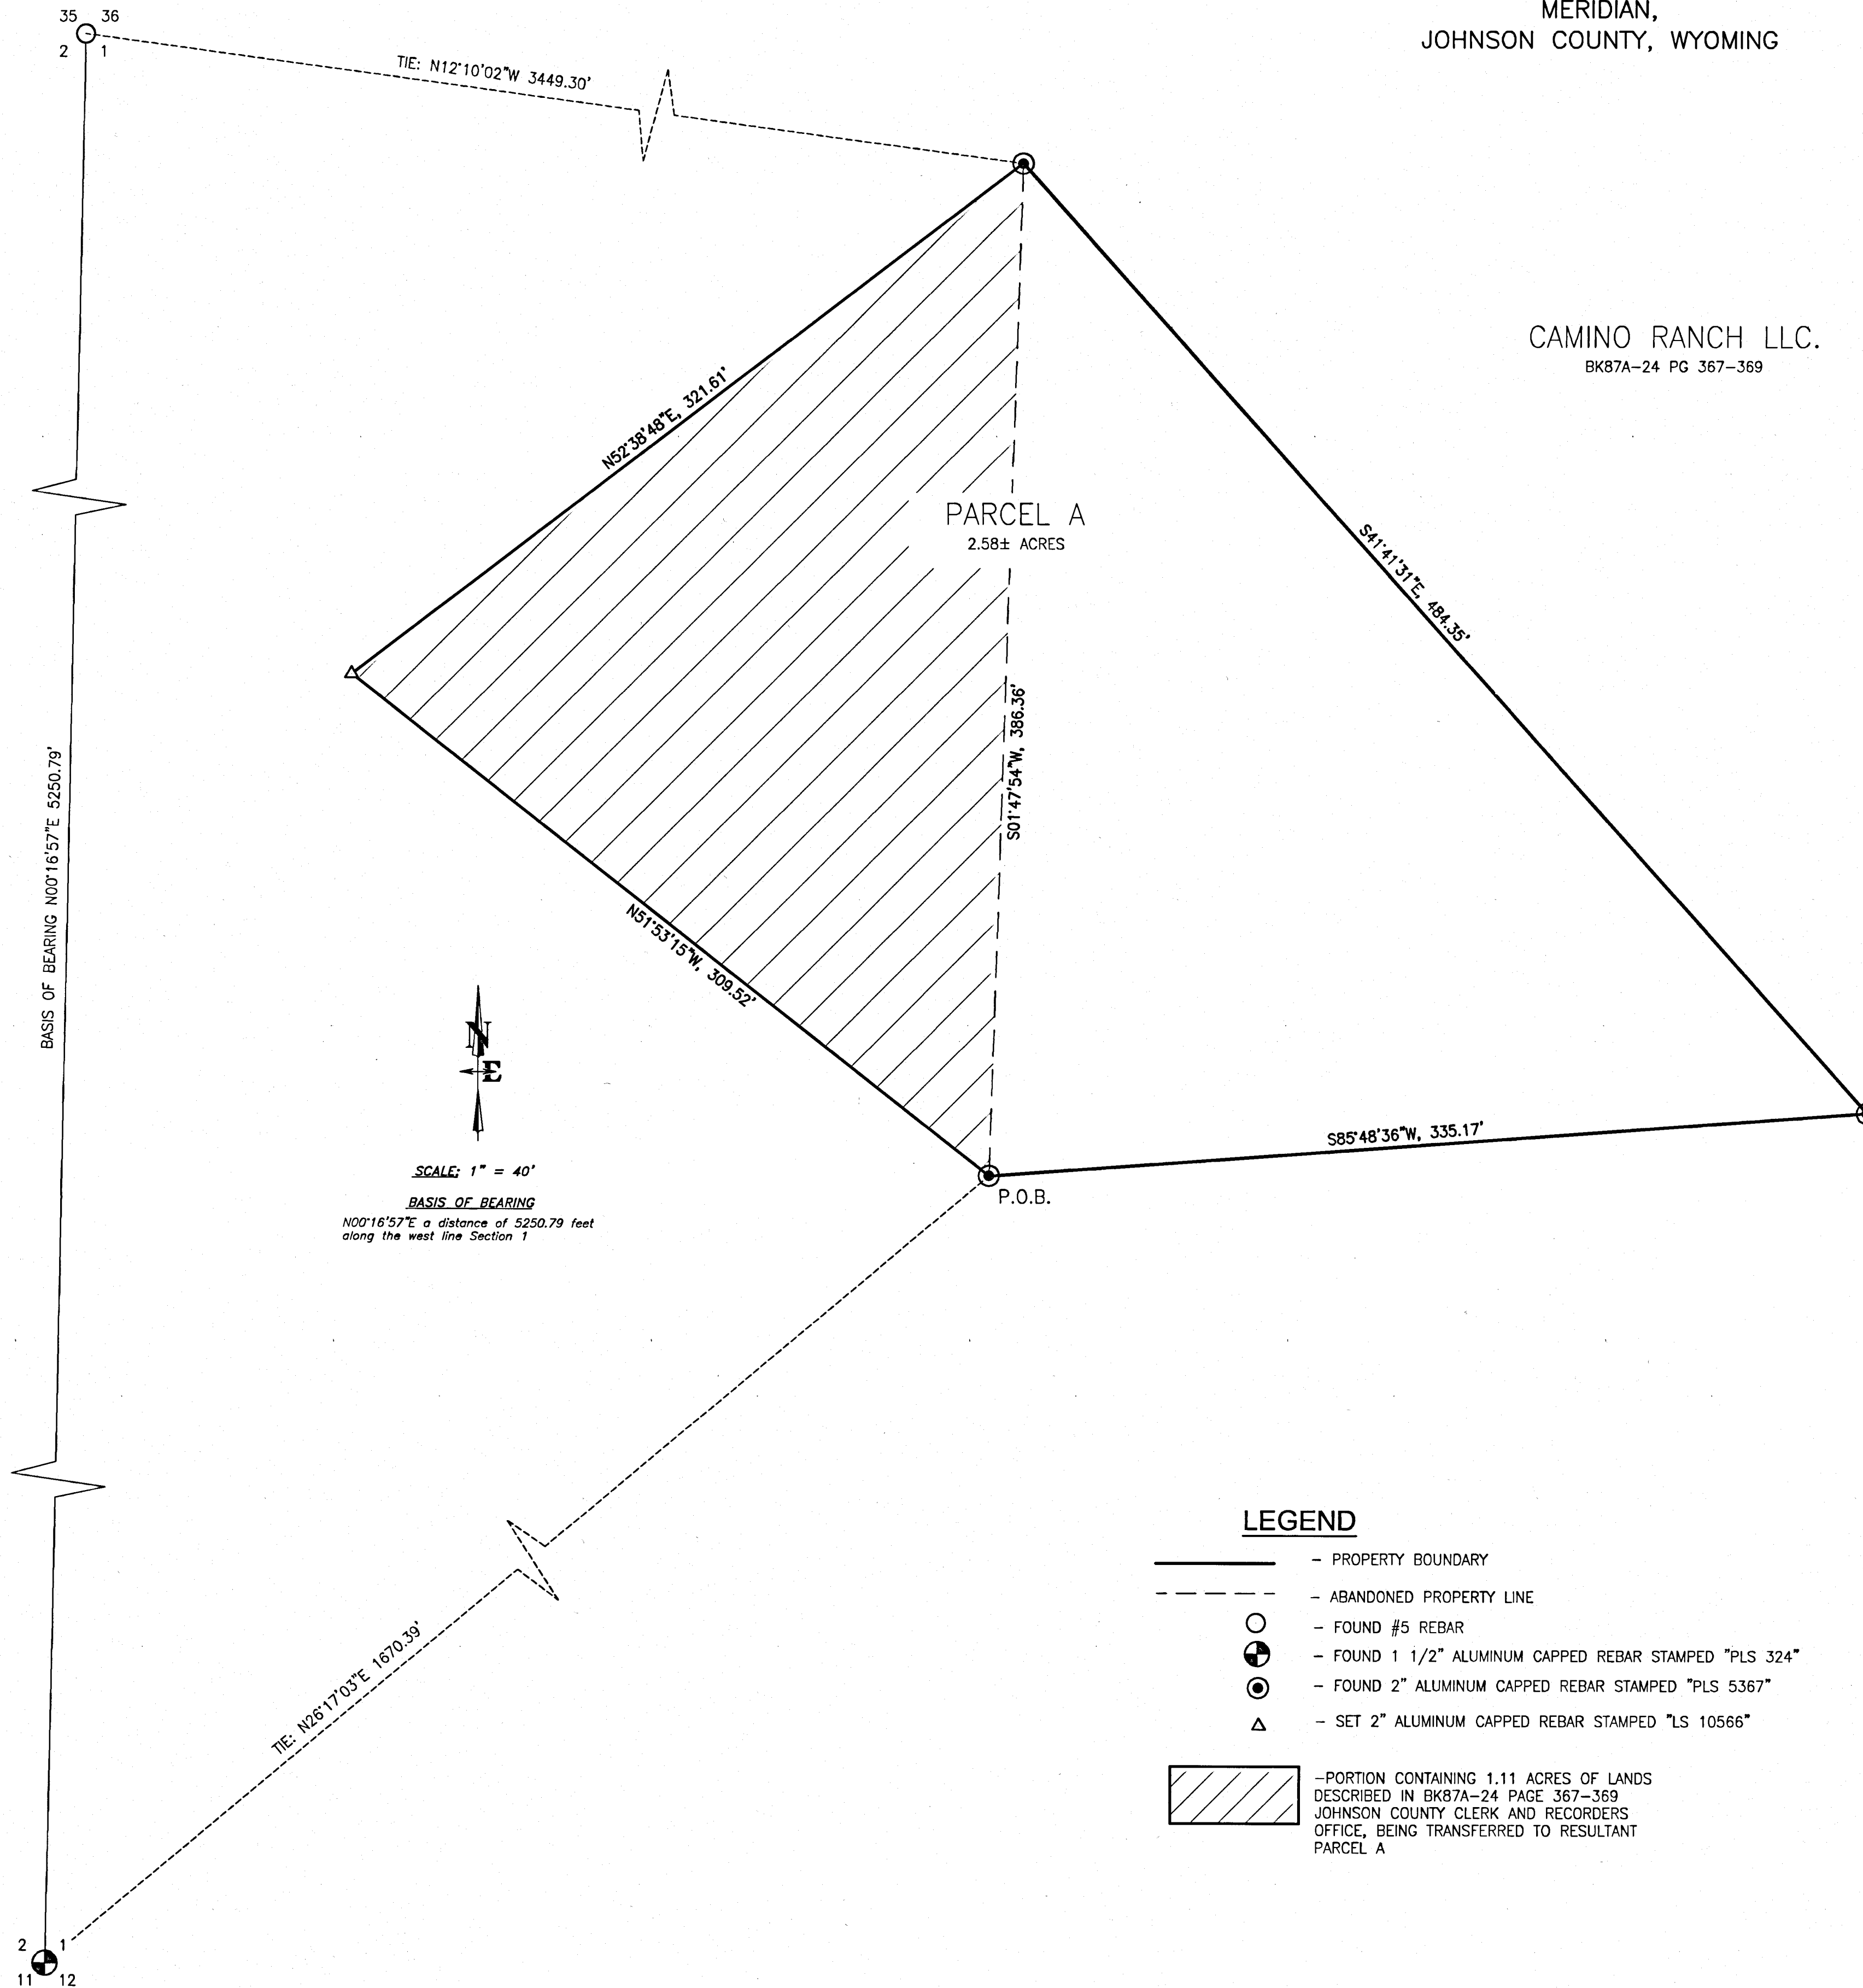 MERIDIAN,
JOHNSON COUNTY, WYOMING
35 36
2 1
TIE: N12°10'02"W 3449.30'
CAMINO RANCH LLC.
BK87A-24 PG 367-369
N52°38'48"E, 321.61'
PARCEL A
2.58± ACRES
S41°41'31"E, 484.35'
S01°47'54"W, 386.36'
BASIS OF BEARING N00°16'57"E 5250.79'
N51°53'15"W, 309.52'
N
E
S85°48'36"W, 335.17'
P.O.B.
SCALE: 1" = 40'
BASIS OF BEARING
N00°16'57"E a distance of 5250.79 feet
along the west line Section 1
TIE: N26°17'03"E 1670.39'
LEGEND
- PROPERTY BOUNDARY
- ABANDONED PROPERTY LINE
- FOUND #5 REBAR
- FOUND 1 1/2" ALUMINUM CAPPED REBAR STAMPED "PLS 324"
- FOUND 2" ALUMINUM CAPPED REBAR STAMPED "PLS 5367"
- SET 2" ALUMINUM CAPPED REBAR STAMPED "LS 10566"
-PORTION CONTAINING 1.11 ACRES OF LANDS
DESCRIBED IN BK87A-24 PAGE 367-369
JOHNSON COUNTY CLERK AND RECORDERS
OFFICE, BEING TRANSFERRED TO RESULTANT
PARCEL A
2 1
11 12